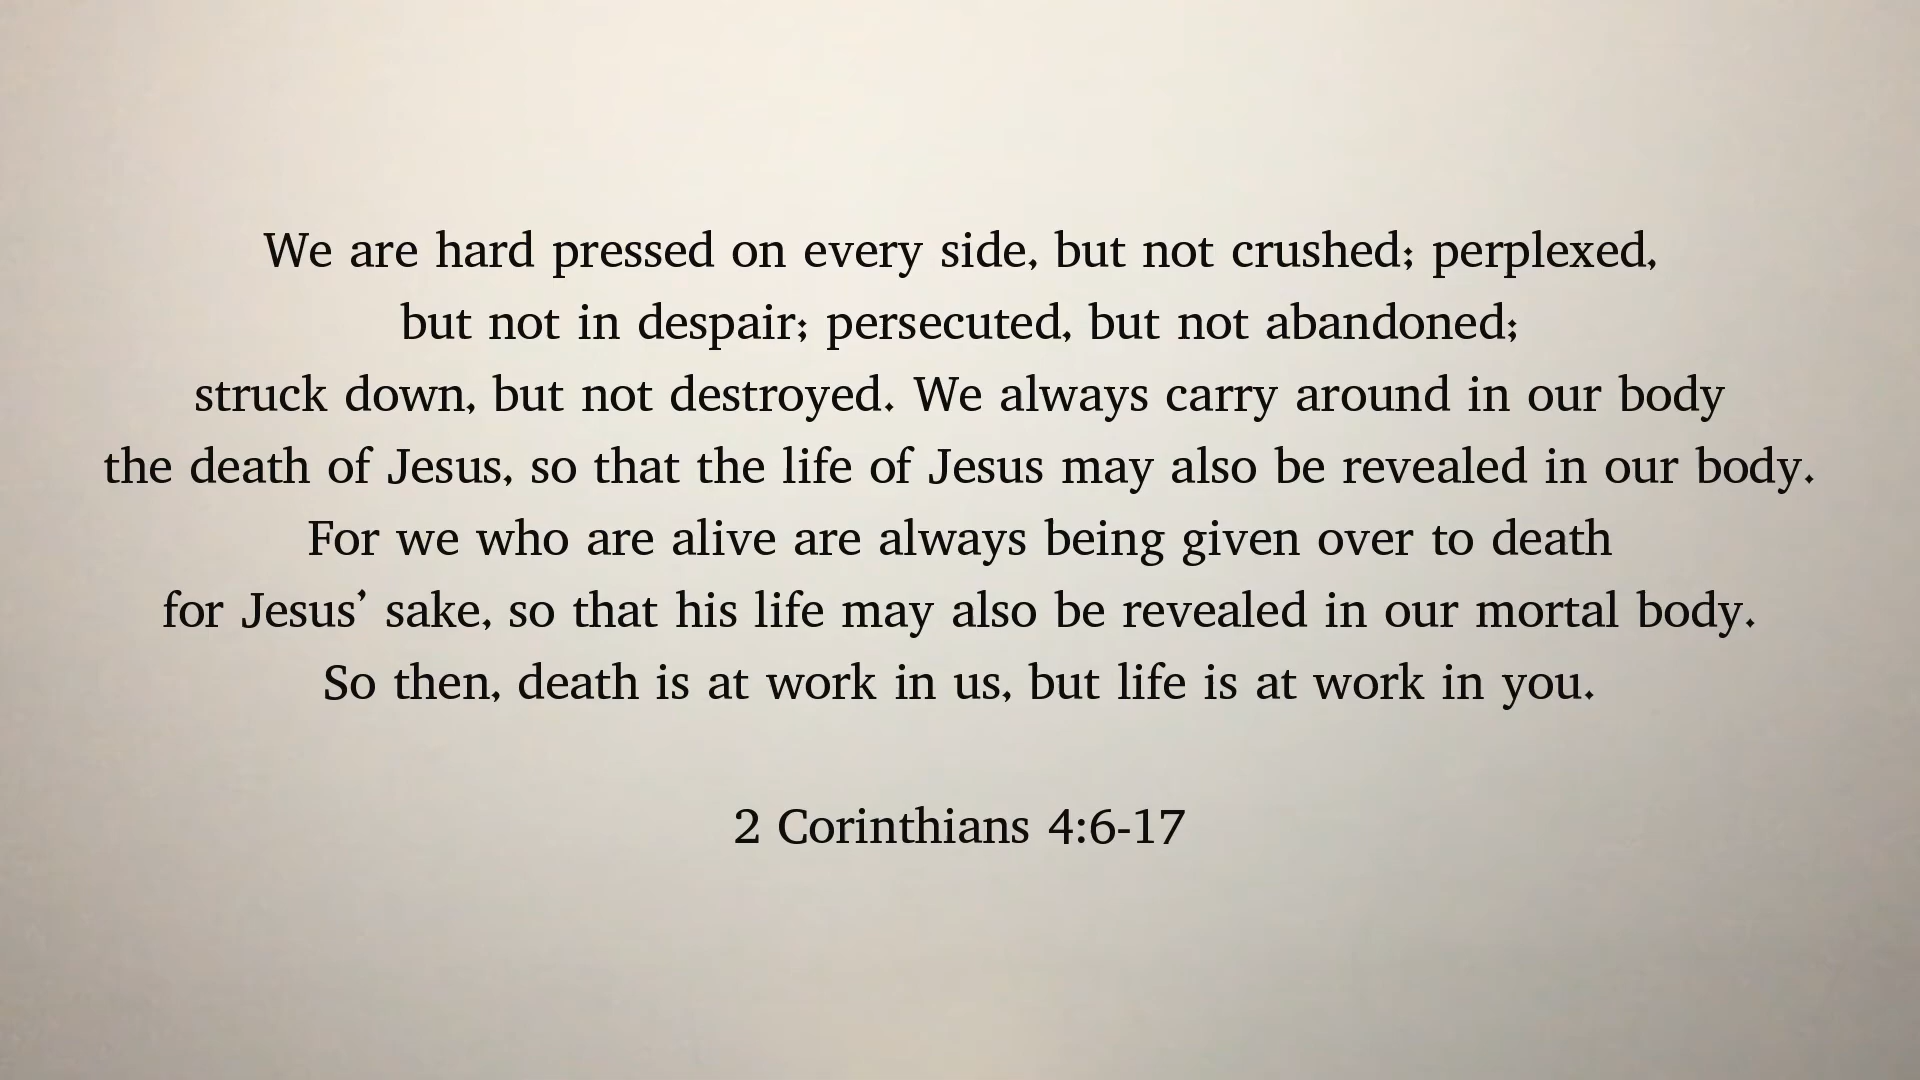 We are hard pressed on every side, but not crushed; perplexed,
but not in despair; persecuted, but not abandoned;
struck down, but not destroyed. We always carry around in our body
the death of Jesus, so that the life of Jesus may also be revealed in our body.
For we who are alive are always being given over to death
for Jesus’ sake, so that his life may also be revealed in our mortal body.
So then, death is at work in us, but life is at work in you.
2 Corinthians 4:6-17